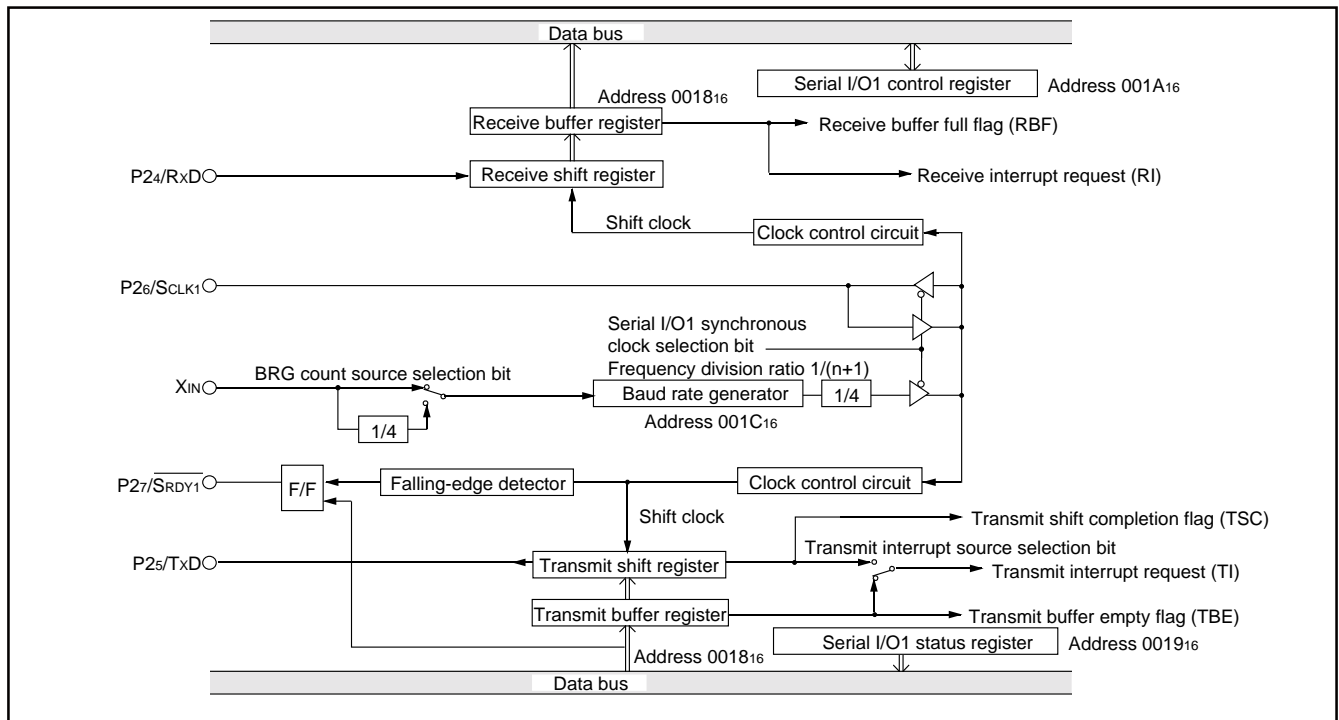 Data bus
Serial I/O1 control register
Address 001A16
Address 001816
Receive buffer register
Receive buffer full flag (RBF)
P24/RXD
Receive shift register
Receive interrupt request (RI)
Shift clock
Clock control circuit
P26/SCLK1
Serial I/O1 synchronous
clock selection bit
Frequency division ratio 1/(n+1)
XIN
BRG count source selection bit
Baud rate generator
1/4
Address 001C16
1/4
P27/SRDY1
F/F
Falling-edge detector
Clock control circuit
Shift clock
Transmit shift completion flag (TSC)
P25/TXD
Transmit shift register
Transmit interrupt source selection bit
Transmit interrupt request (TI)
Transmit buffer register
Transmit buffer empty flag (TBE)
Serial I/O1 status register
Address 001916
Address 001816
Data bus